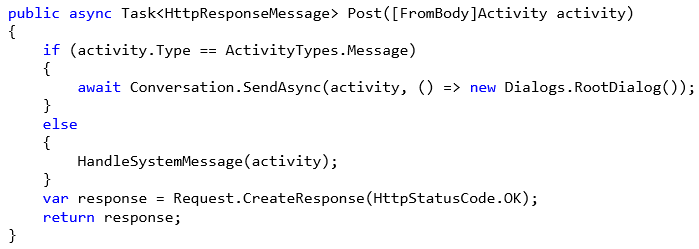 public async Task<HttpResponseMessage> Post([FromBody]Activity activity)
{
    if (activity.Type == ActivityTypes.Message)
    {
        await Conversation.SendAsync(activity, () => new Dialogs.RootDialog());
    }
    else
    {
        HandleSystemMessage(activity);
    }
    var response = Request.CreateResponse(HttpStatusCode.OK);
    return response;
}